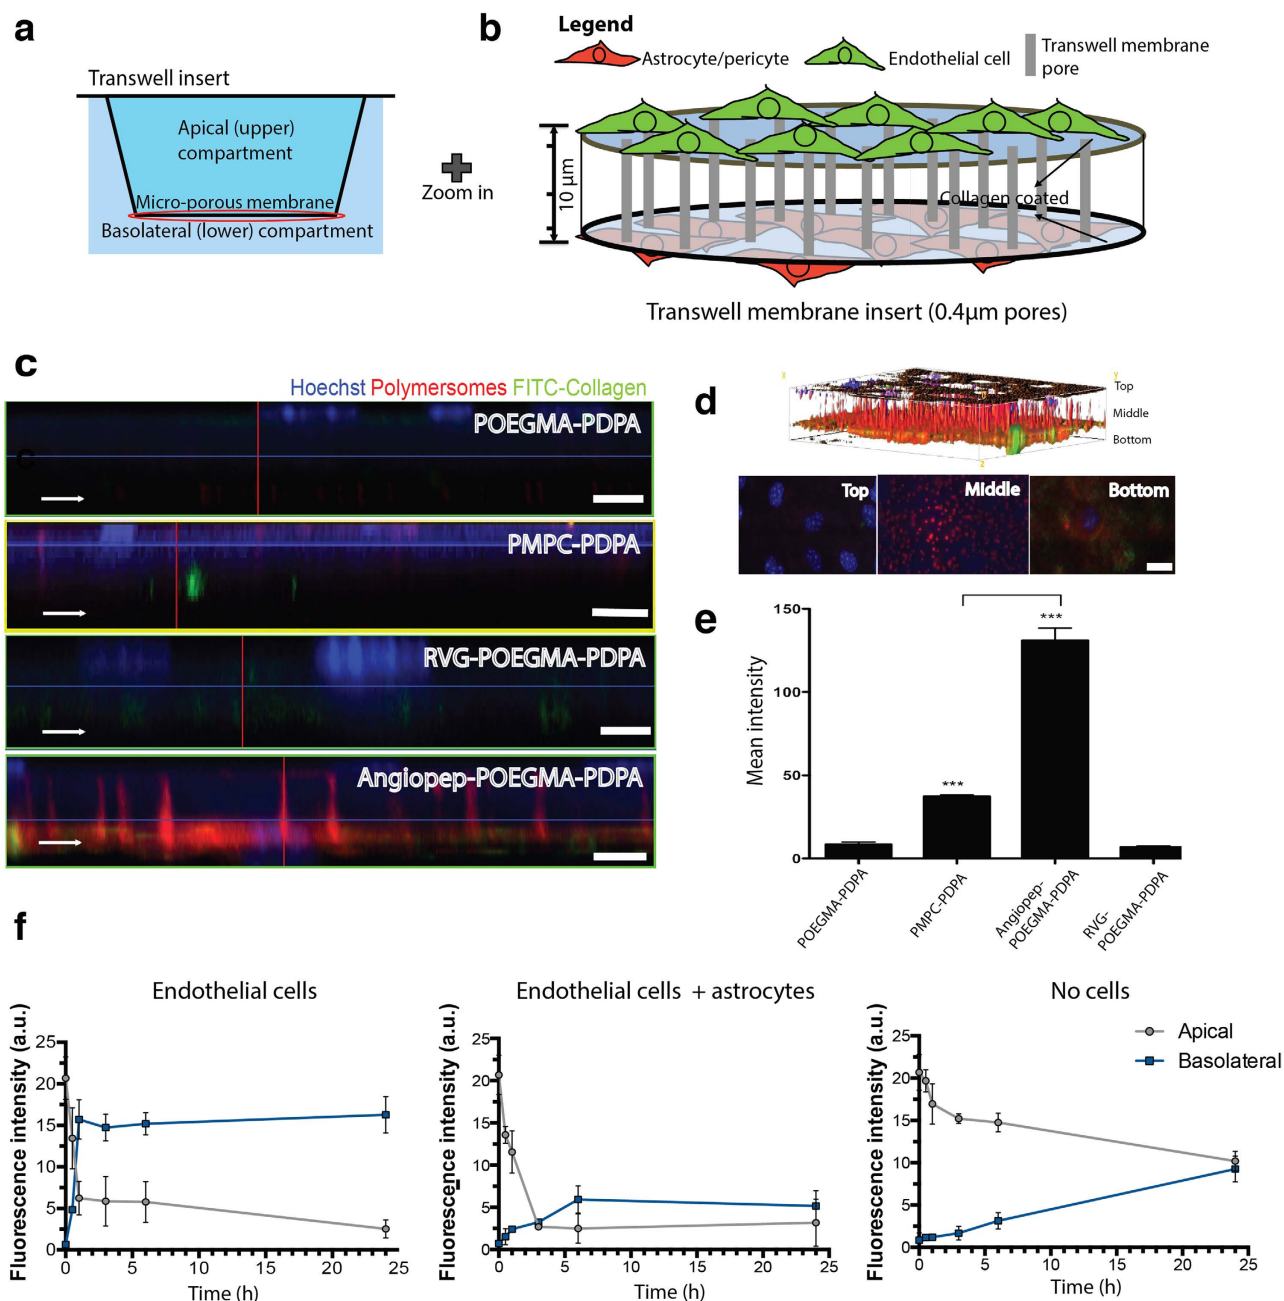 a
Transwell insert
Apical (upper)
compartment
Micro-porous membrane
Basolateral (lower) compartment
Zoom in
b
Legend
Astrocyte/pericyte
Endothelial cell
Transwell membrane
pore
10 µm
Collagen coated
Transwell membrane insert (0.4µm pores)
c
Hoechst Polymersomes FITC-Collagen
POEGMA-PDPA
c
PMPC-PDPA
RVG-POEGMA-PDPA
Angiopep-POEGMA-PDPA
d
Top
Middle
Bottom
z
Top
Middle
Bottom
e
Mean intensity
150
100
50
0
***
***
POEGMA-PDPA
PMPC-PDPA
Angiopep-
POEGMA-PDPA
RVG-
POEGMA-PDPA
f
Endothelial cells
Fluorescence intensity (a.u.)
25
20
15
10
5
0
0 5 10 15 20 25
Time (h)
Endothelial cells + astrocytes
Fluorescence intensity (a.u.)
25
20
15
10
5
0
0 5 10 15 20 25
Time (h)
No cells
Apical
Basolateral
Fluorescence intensity (a.u.)
25
20
15
10
5
0
0 5 10 15 20 25
Time (h)